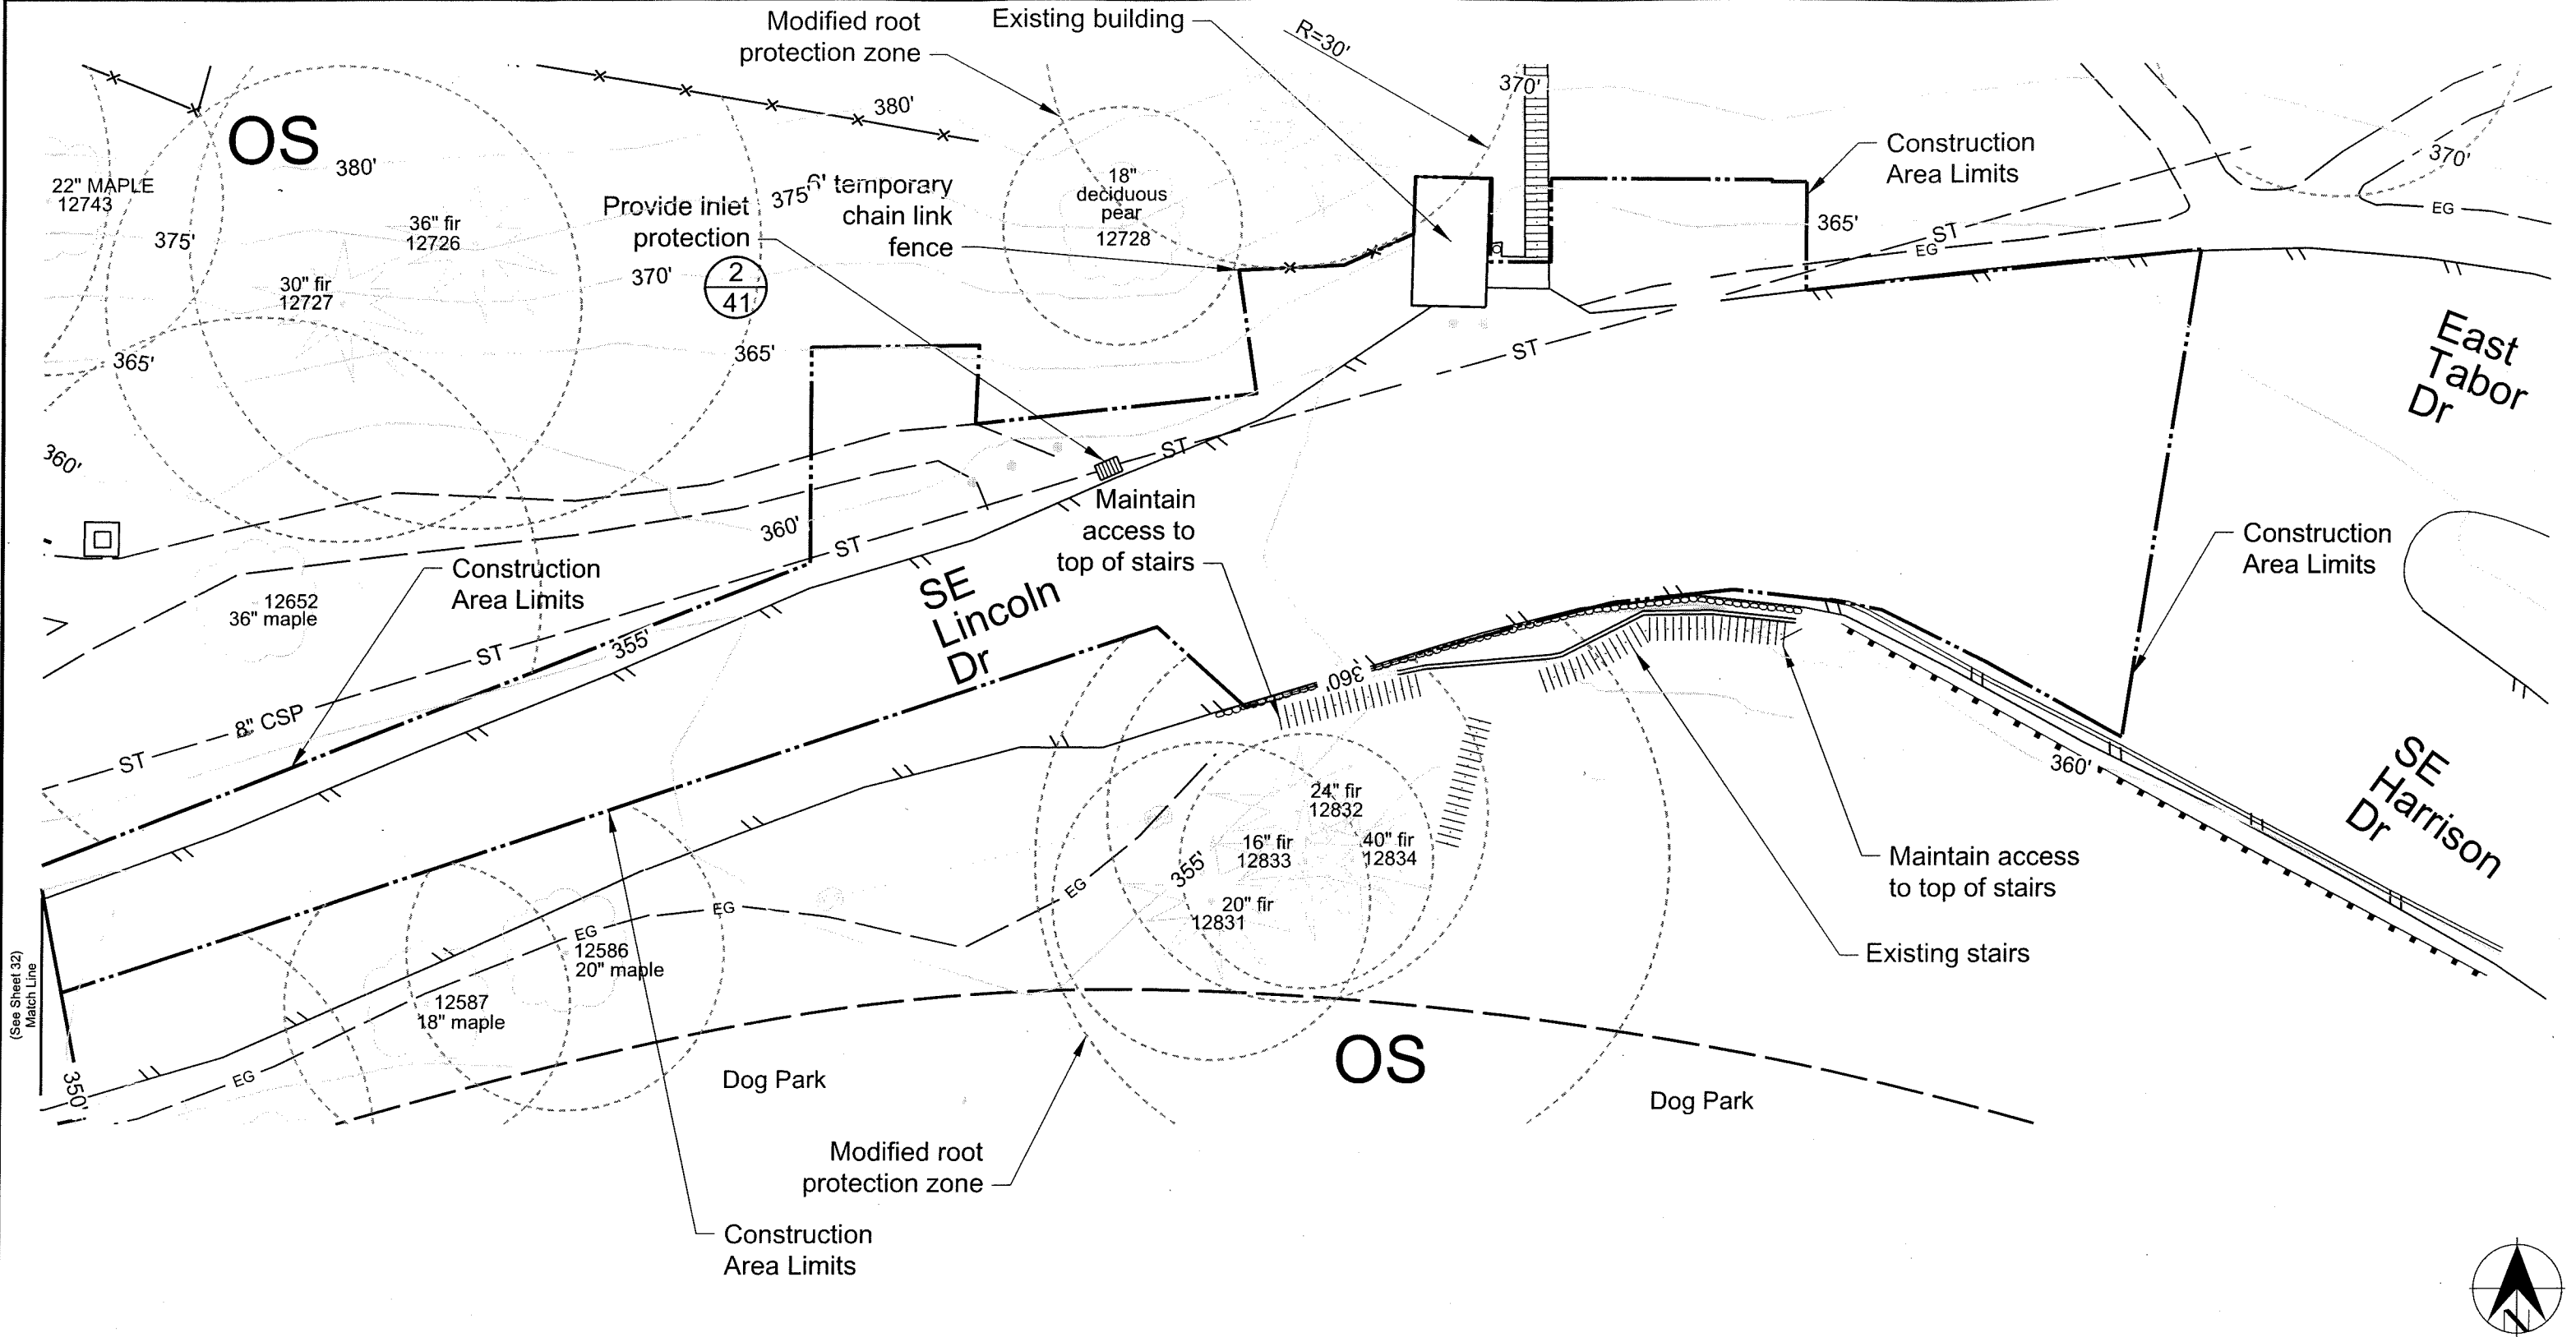 Modified root
protection zone
Existing building
R=30'
370'
OS
380'
380'
22" MAPLE
12743
375'
36" fir
12726
30" fir
12727
370'
365'
365'
360'
Provide inlet
protection
2
41
375'
6' temporary
chain link
fence
18"
deciduous
pear
12728
Construction
Area Limits
365'
ST
EG
370'
EG
East
Tabor
Dr
ST
ST
Maintain
access to
top of stairs
360'
ST
Construction
Area Limits
12652
36" maple
ST
355'
8" CSP
ST
SE
Lincoln
Dr
360'
Construction
Area Limits
360'
SE
Harrison
Dr
24" fir
12832
16" fir
12833
40" fir
12834
355'
20" fir
12831
EG
EG
EG
12586
20" maple
12587
18" maple
EG
350'
(See Sheet 32)
Match Line
Maintain access
to top of stairs
Existing stairs
OS
Dog Park
Dog Park
Modified root
protection zone
Construction
Area Limits
N